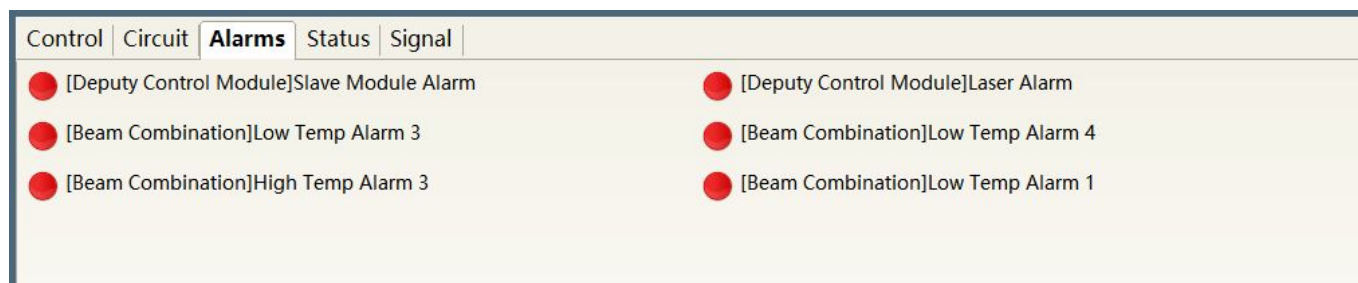 Control Circuit Alarms Status Signal
[Deputy Control Module]Slave Module Alarm [Deputy Control Module]Laser Alarm
[Beam Combination]Low Temp Alarm 3 [Beam Combination]Low Temp Alarm 4
[Beam Combination]High Temp Alarm 3 [Beam Combination]Low Temp Alarm 1